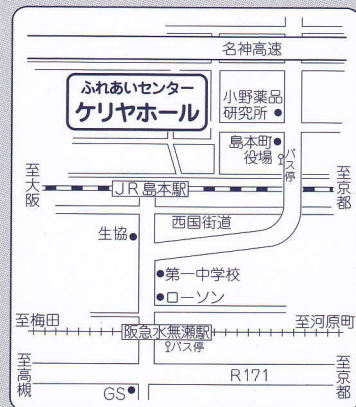 名神高速
ふれあいセンター
ケリヤホール
小野薬品
研究所
島本町
役場
バス停
至大阪
JR島本駅
至京都
西国街道
生協
第一中学校
ローソン
至梅田
阪急水無瀬駅
至河原町
バス停
至高槻
R171
至京都
GS